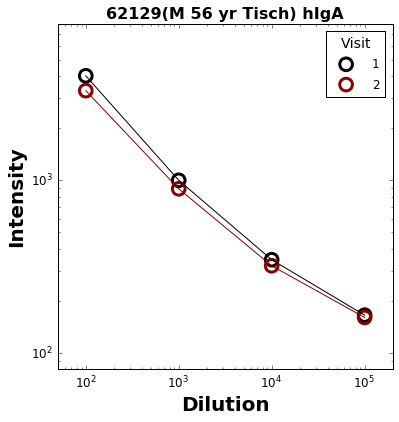 62129(M 56 yr Tisch) hIgA
Visit
1
2
Intensity
10³
10²
10² 10³ 10⁴ 10⁵
Dilution